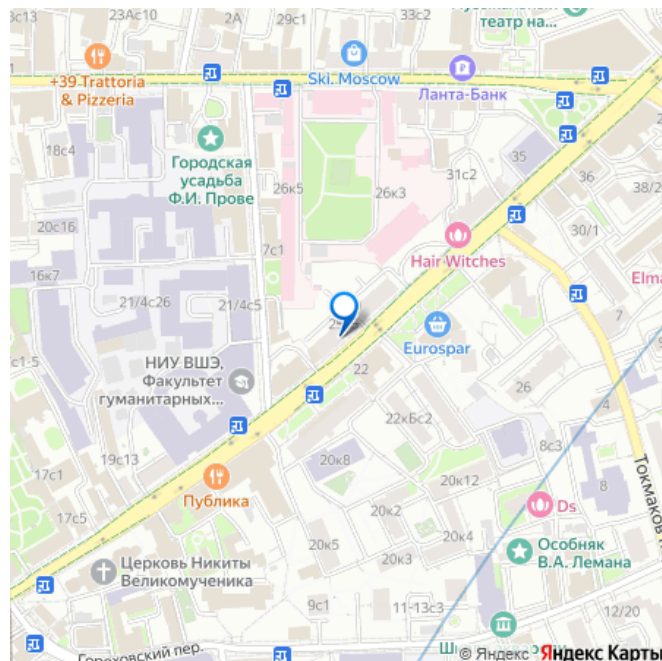 23Ас10
2А
29с1
33с2
театр на...
+39 Trattoria
& Pizzeria
Ski. Moscow
Ланта-Банк
18с4
Городская
усадьба
Ф.И. Прове
26к5
26к3
31с2
35
36
38/2
20с16
7с1
Hair Witches
30/1
16к7
21/4с26
21/4с5
Elma
7
Eurospar
с1-5
НИУ ВШЭ,
Факультет
гуманитарных...
22
26
4
22кБс2
19с13
17с1
20к8
8с3
20к12
8
Токмаков
Публика
17с5
20к2
Ds
20к5
20к4
20к3
Особняк
В.А. Лемана
Церковь Никиты
Великомученика
9с1
11-13с3
12/20
Гороховский пер.
© Яндекс Яндекс Карты